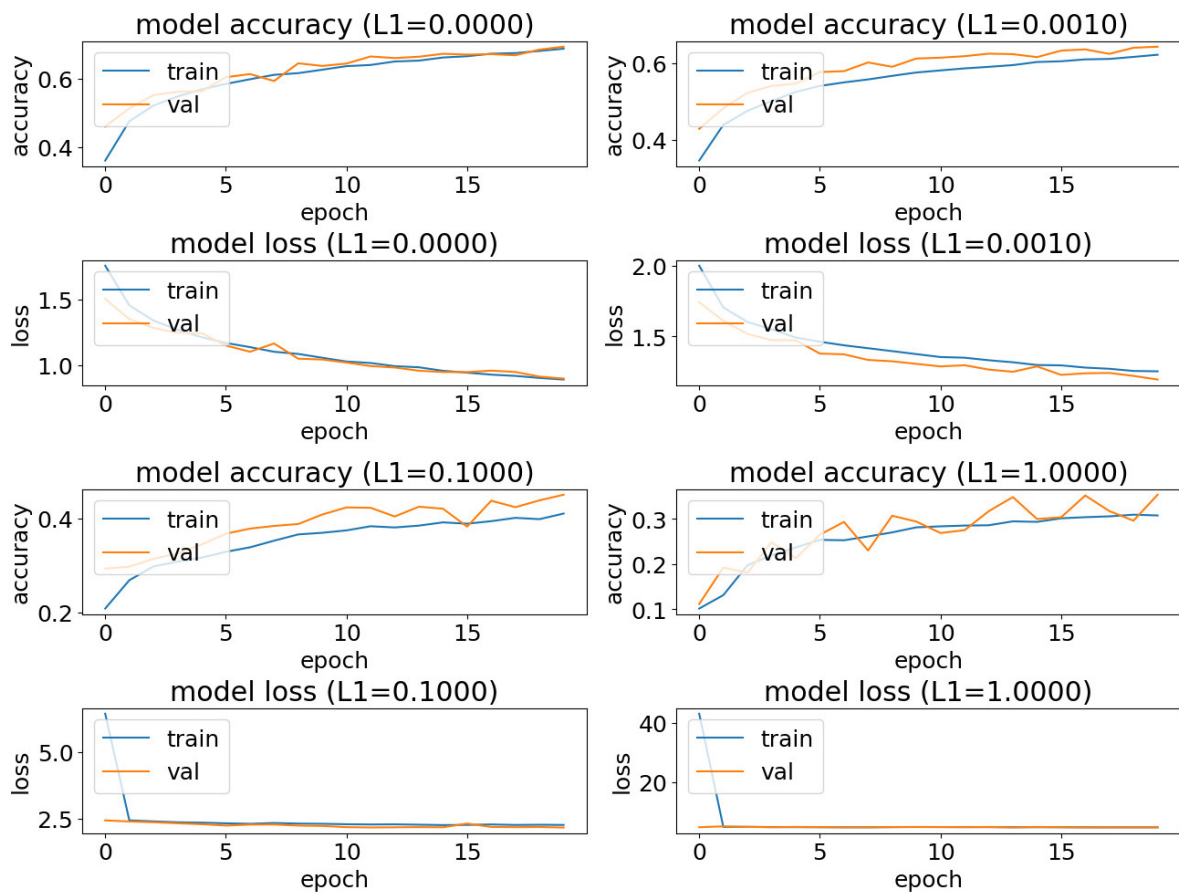 model accuracy (L1=0.0000)
accuracy
0.6
0.4
train
val
0 5 10 15
epoch
model accuracy (L1=0.0010)
accuracy
0.6
0.4
train
val
0 5 10 15
epoch
model loss (L1=0.0000)
loss
1.5
1.0
train
val
0 5 10 15
epoch
model loss (L1=0.0010)
loss
2.0
1.5
train
val
0 5 10 15
epoch
model accuracy (L1=0.1000)
accuracy
0.4
0.2
train
val
0 5 10 15
epoch
model accuracy (L1=1.0000)
accuracy
0.3
0.2
0.1
train
val
0 5 10 15
epoch
model loss (L1=0.1000)
loss
5.0
2.5
train
val
0 5 10 15
epoch
model loss (L1=1.0000)
loss
40
20
train
val
0 5 10 15
epoch